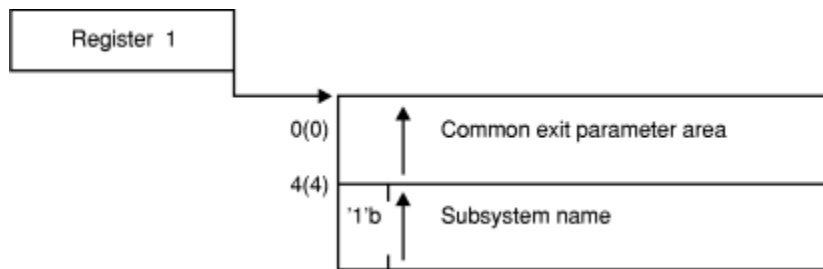 Register 1
0(0) Common exit parameter area
4(4)
'1'b Subsystem name